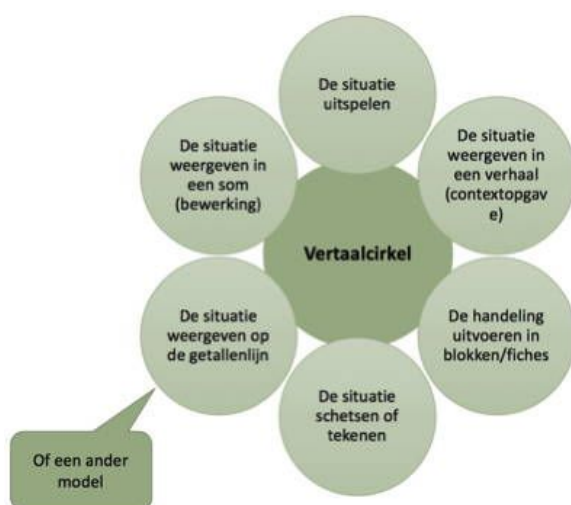 De situatie
uitspelen
De situatie
weergeven in
een verhaal
(contextopgav
e)
De handeling
uitvoeren in
blokken/fiches
De situatie
schetsen of
tekenen
De situatie
weergeven op
de getallenlijn
De situatie
weergeven in
een som
(bewerking)
Vertaalcirkel
Of een ander
model